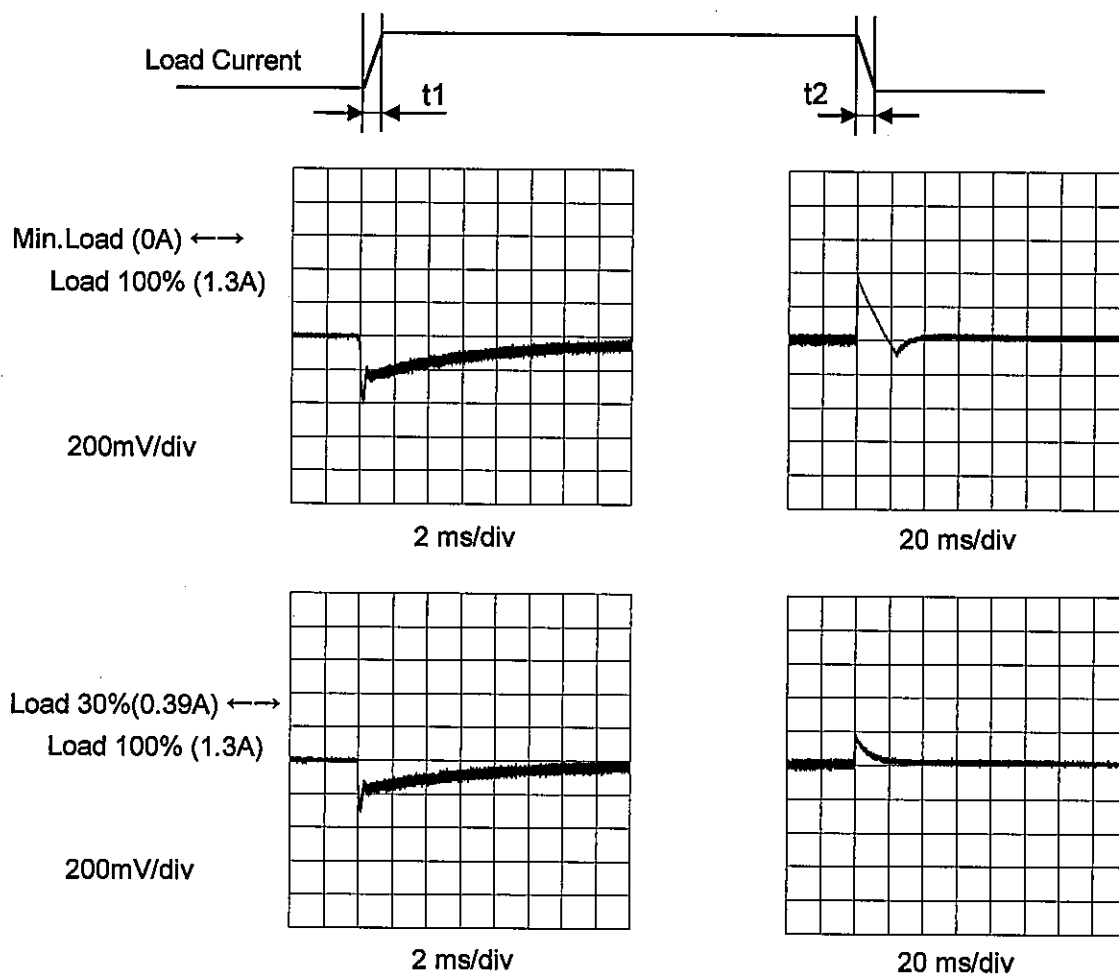 Load Current
t1
t2
Min.Load (0A) ←→
Load 100% (1.3A)
200mV/div
2 ms/div
20 ms/div
Load 30%(0.39A) ←→
Load 100% (1.3A)
200mV/div
2 ms/div
20 ms/div